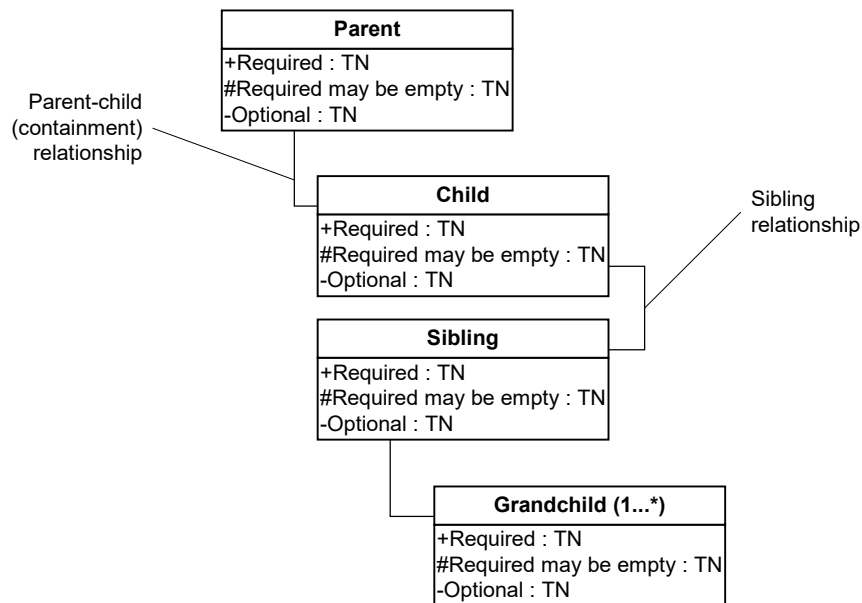 Parent
+Required : TN
#Required may be empty : TN
-Optional : TN
Parent-child
(containment)
relationship
Child
+Required : TN
#Required may be empty : TN
-Optional : TN
Sibling
relationship
Sibling
+Required : TN
#Required may be empty : TN
-Optional : TN
Grandchild (1...*)
+Required : TN
#Required may be empty : TN
-Optional : TN